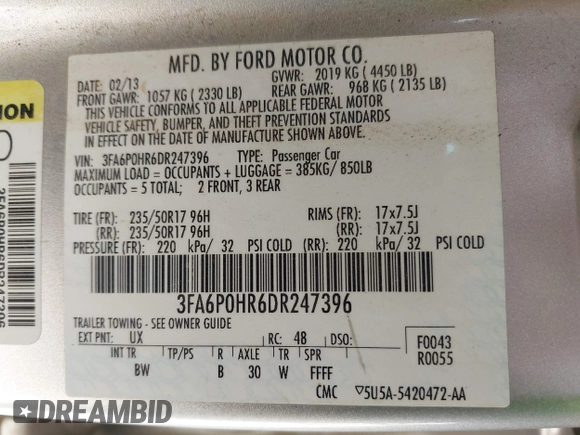 MFD. BY FORD MOTOR CO.
DATE: 02/13 GVWR: 2019 KG ( 4450 LB)
FRONT GAWR: 1057 KG ( 2330 LB) REAR GAWR: 968 KG ( 2135 LB)
THIS VEHICLE CONFORMS TO ALL APPLICABLE FEDERAL MOTOR
VEHICLE SAFETY, BUMPER, AND THEFT PREVENTION STANDARDS
IN EFFECT ON THE DATE OF MANUFACTURE SHOWN ABOVE.
VIN: 3FA6P0HR6DR247396 TYPE: Passenger Car
MAXIMUM LOAD = OCCUPANTS + LUGGAGE = 385KG/ 850LB
OCCUPANTS = 5 TOTAL; 2 FRONT, 3 REAR
TIRE (FR): 235/50R17 96H RIMS (FR): 17x7.5J
(RR): 235/50R17 96H (RR): 17x7.5J
PRESSURE (FR): 220 kPa/ 32 PSI COLD (RR): 220 kPa/ 32 PSI COLD
3FA6P0HR6DR247396
TRAILER TOWING - SEE OWNER GUIDE
EXT PNT: UX RC: 48 DSO: F0043
INT TR TP/PS R AXLE TR SPR R0055
BW B 30 W FFFF
CMC ▽5U5A-5420472-AA
3FA6P0HR6DR247396
DREAMBID